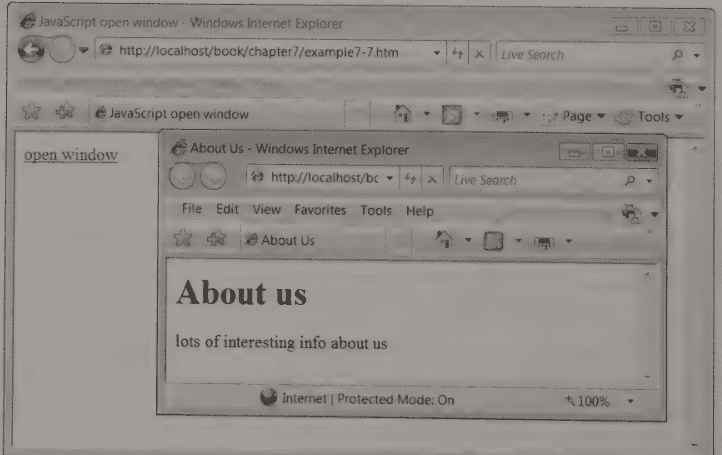 JavaScript open window - Windows Internet Explorer
http://localhost/book/chapter7/example7-7.htm
Live Search
JavaScript open window
Page
Tools
open window
About Us - Windows Internet Explorer
http://localhost/bc
Live Search
File Edit View Favorites Tools Help
About Us
About us
lots of interesting info about us
Internet | Protected Mode: On
100%